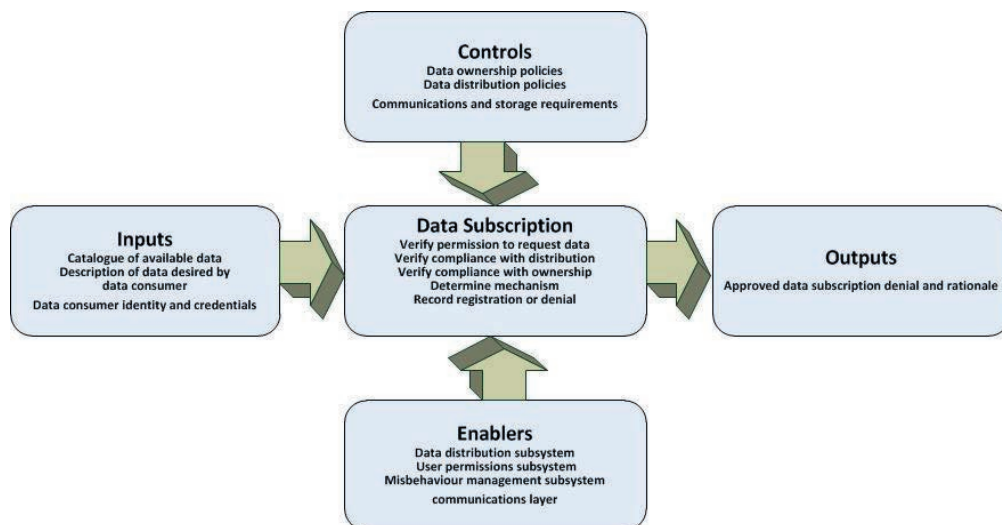 Controls
Data ownership policies
Data distribution policies
Communications and storage requirements
Inputs
Catalogue of available data
Description of data desired by
data consumer
Data consumer identity and credentials
Data Subscription
Verify permission to request data
Verify compliance with distribution
Verify compliance with ownership
Determine mechanism
Record registration or denial
Outputs
Approved data subscription denial and rationale
Enablers
Data distribution subsystem
User permissions subsystem
Misbehaviour management subsystem
communications layer